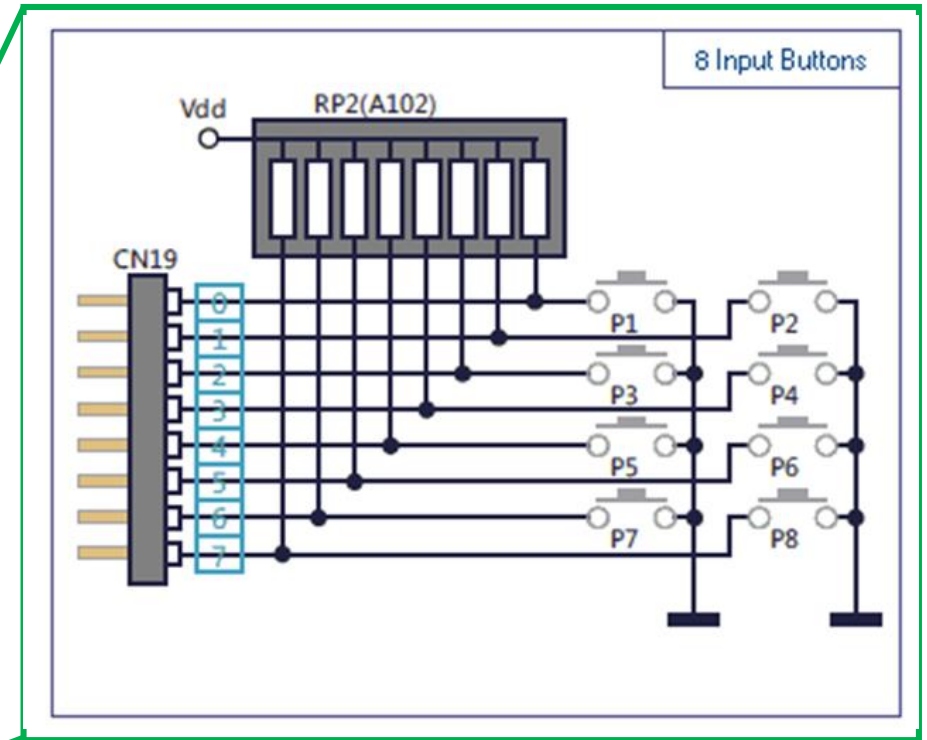 8 Input Buttons
Vdd
RP2(A102)
CN19
0
1
2
3
4
5
6
7
P1
P2
P3
P4
P5
P6
P7
P8